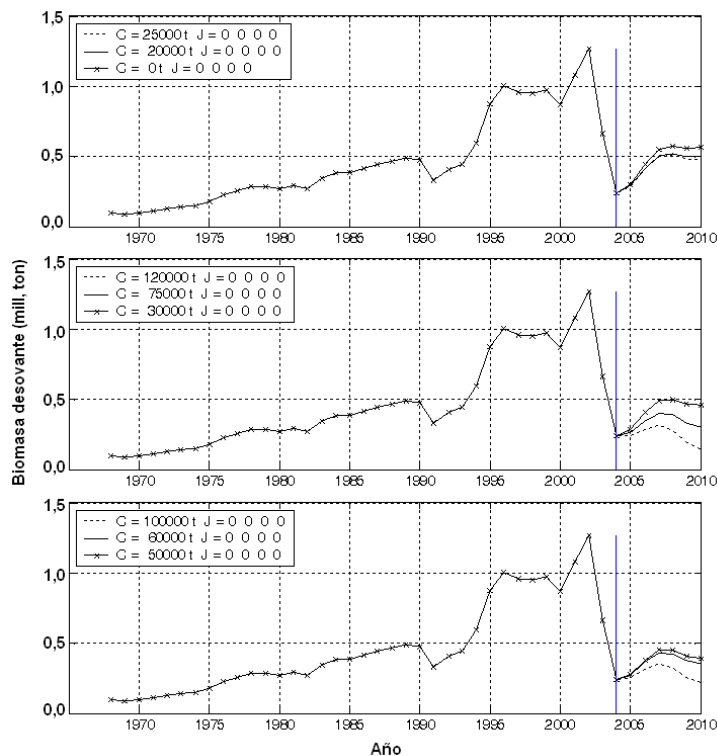 1,5
1,0
0,5
0,0
C = 25000 t J = 0 0 0 0
C = 20000 t J = 0 0 0 0
C = 0 t J = 0 0 0 0
1970 1975 1980 1985 1990 1995 2000 2005 2010
1,5
1,0
0,5
0,0
C = 120000 t J = 0 0 0 0
C = 75000 t J = 0 0 0 0
C = 30000 t J = 0 0 0 0
1970 1975 1980 1985 1990 1995 2000 2005 2010
Biomasa desovante (mill, ton)
1,5
1,0
0,5
0,0
C = 100000 t J = 0 0 0 0
C = 60000 t J = 0 0 0 0
C = 50000 t J = 0 0 0 0
1970 1975 1980 1985 1990 1995 2000 2005 2010
Año